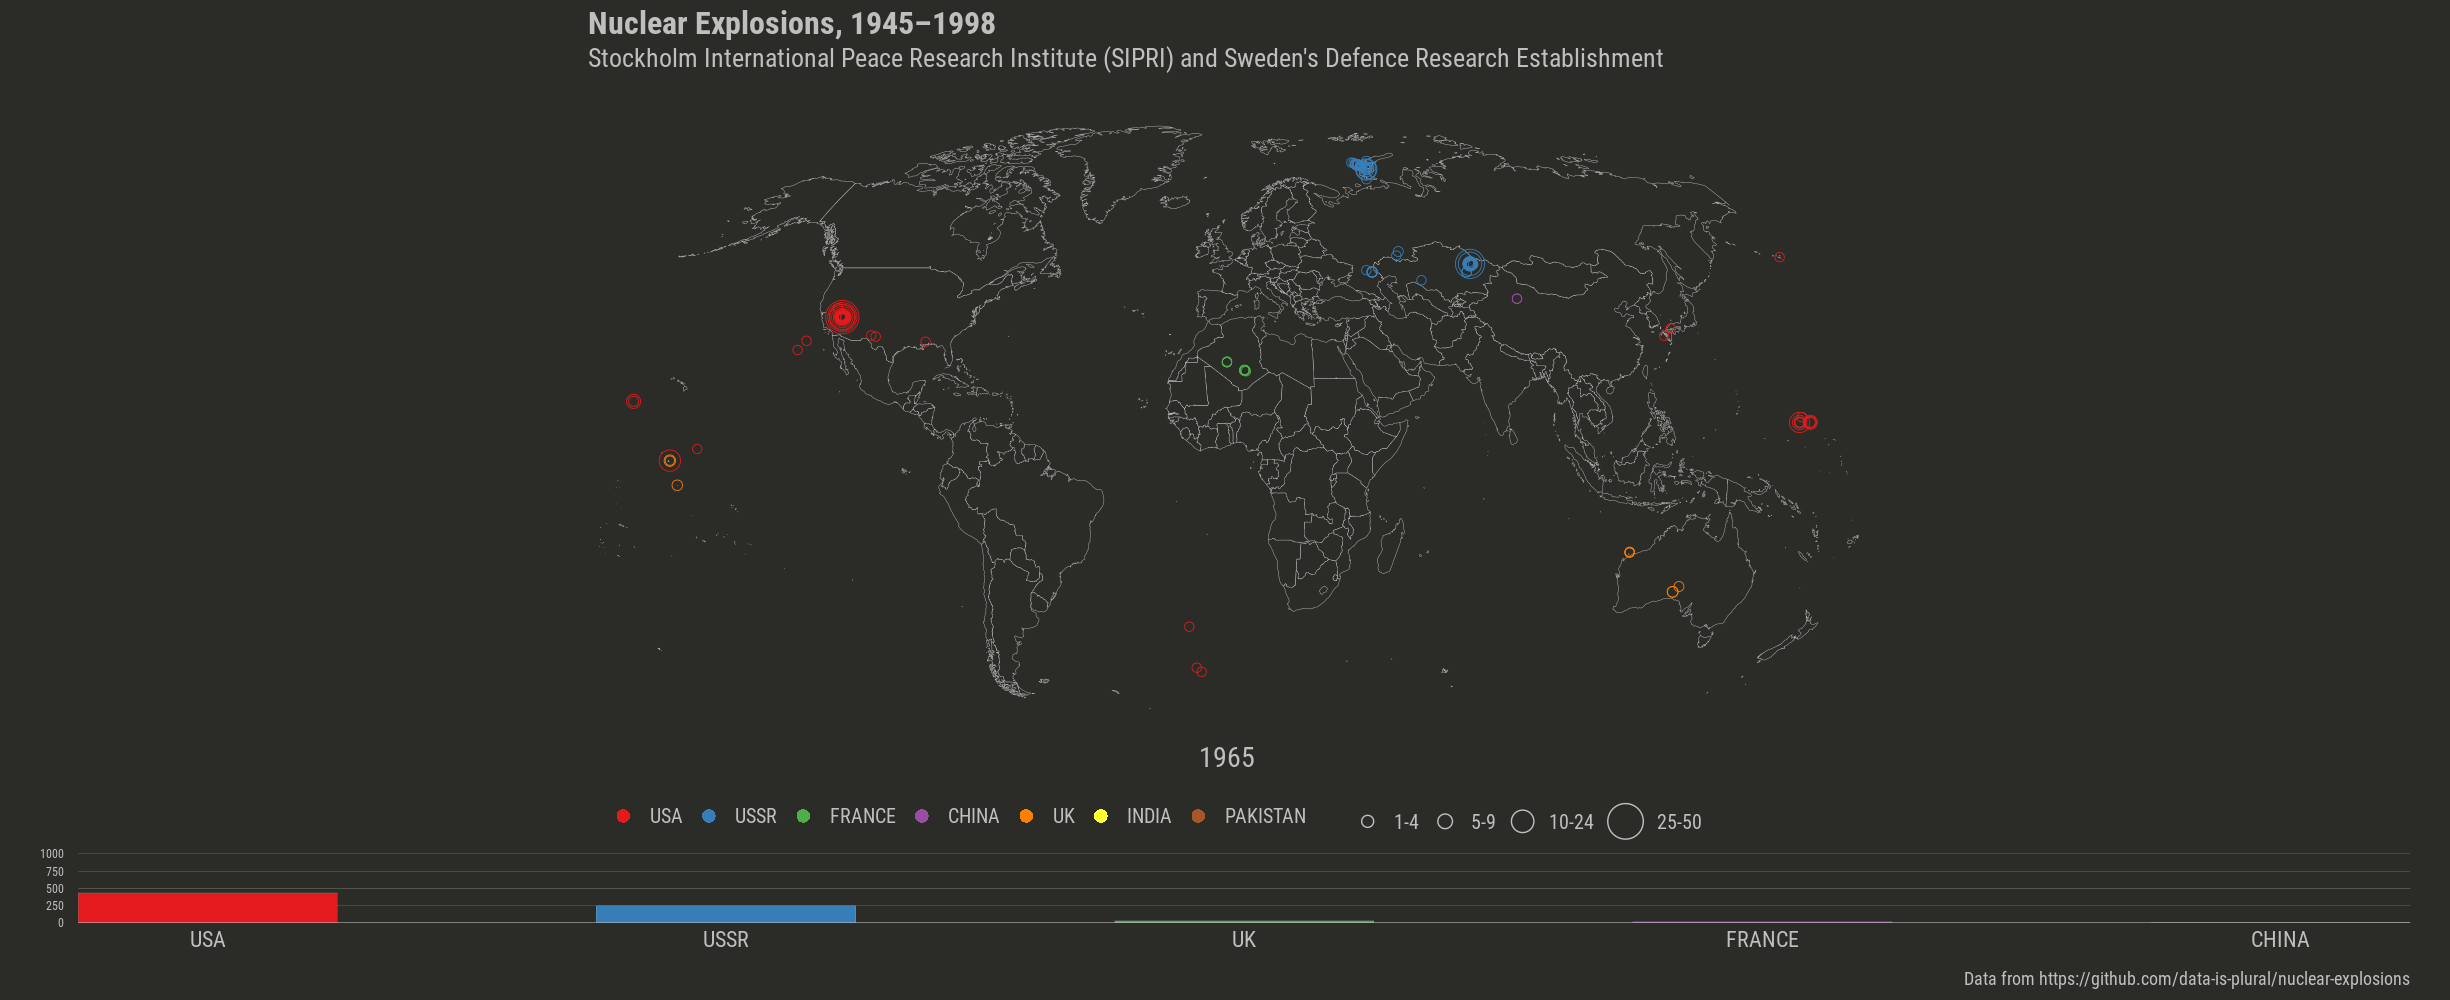 Nuclear Explosions, 1945–1998
Stockholm International Peace Research Institute (SIPRI) and Sweden's Defence Research Establishment
1965
USA USSR FRANCE CHINA UK INDIA PAKISTAN 1-4 5-9 10-24 25-50
1000
750
500
250
0
USA USSR UK FRANCE CHINA
Data from https://github.com/data-is-plural/nuclear-explosions